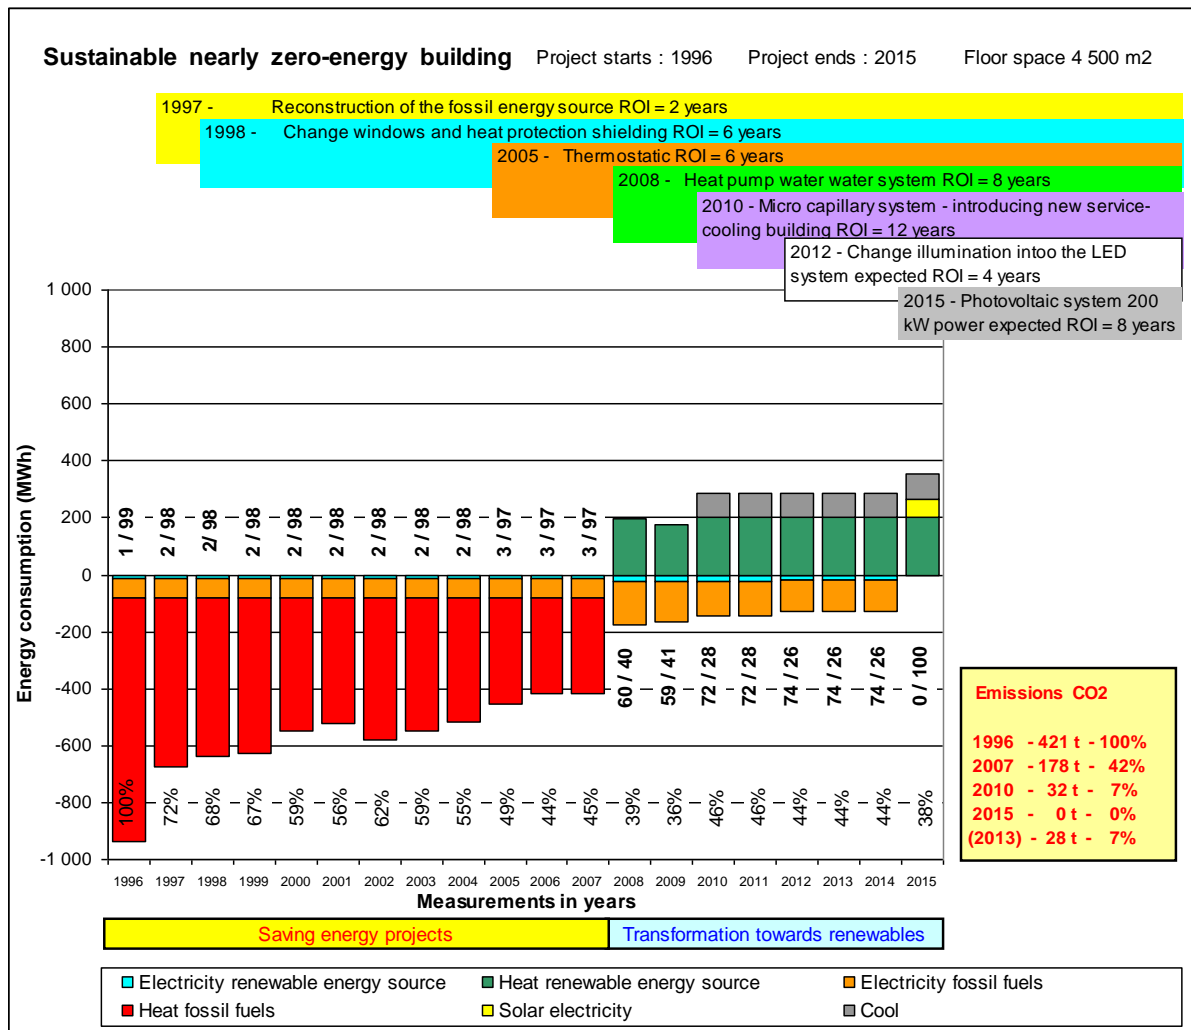 Sustainable nearly zero-energy building Project starts : 1996 Project ends : 2015 Floor space 4 500 m2
1997 - Reconstruction of the fossil energy source ROI = 2 years
1998 - Change windows and heat protection shielding ROI = 6 years
2005 - Thermostatic ROI = 6 years
2008 - Heat pump water water system ROI = 8 years
2010 - Micro capillary system - introducing new service-
cooling building ROI = 12 years
2012 - Change illumination intoo the LED
system expected ROI = 4 years
2015 - Photovoltaic system 200
kW power expected ROI = 8 years
Energy consumption (MWh)
1 000
800
600
400
200
0
-200
-400
-600
-800
-1 000
1 / 99
2 / 98
2/ 98
2 / 98
2 / 98
2 / 98
2 / 98
2 / 98
2 / 98
3 / 97
3 / 97
3 / 97
60 / 40
59 / 41
72 / 28
72 / 28
74 / 26
74 / 26
74 / 26
0 / 100
100%
72%
68%
67%
59%
56%
62%
59%
55%
49%
44%
45%
39%
36%
46%
46%
44%
44%
44%
38%
1996 1997 1998 1999 2000 2001 2002 2003 2004 2005 2006 2007 2008 2009 2010 2011 2012 2013 2014 2015
Measurements in years
Saving energy projects
Transformation towards renewables
Emissions CO2
1996 - 421 t - 100%
2007 - 178 t - 42%
2010 - 32 t - 7%
2015 - 0 t - 0%
(2013) - 28 t - 7%
Electricity renewable energy source Heat renewable energy source Electricity fossil fuels
Heat fossil fuels Solar electricity Cool